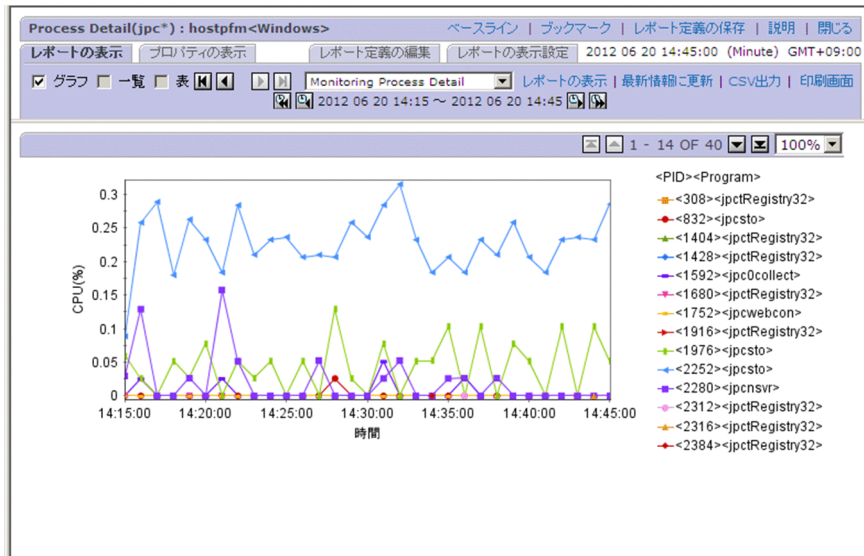 Process Detail(jpc*) : hostpfm<Windows> ベースライン | ブックマーク | レポート定義の保存 | 説明 | 閉じる
レポートの表示 プロパティの表示 レポート定義の編集 レポートの表示設定 2012 06 20 14:45:00 (Minute) GMT+09:00
グラフ 一覧 表 Monitoring Process Detail レポートの表示 | 最新情報に更新 | CSV出力 | 印刷画面
2012 06 20 14:15 ～ 2012 06 20 14:45
1 - 14 OF 40 100%
<PID><Program>
<308><jpctRegistry32>
<832><jpcsto>
<1404><jpctRegistry32>
<1428><jpctRegistry32>
<1592><jpc0collect>
<1680><jpctRegistry32>
<1752><jpcwebcon>
<1916><jpctRegistry32>
<1976><jpcsto>
<2252><jpcsto>
<2280><jpcnsvr>
<2312><jpctRegistry32>
<2316><jpctRegistry32>
<2384><jpctRegistry32>
CPU(%)
0.3
0.25
0.2
0.15
0.1
0.05
0
14:15:00 14:20:00 14:25:00 14:30:00 14:35:00 14:40:00 14:45:00
時間